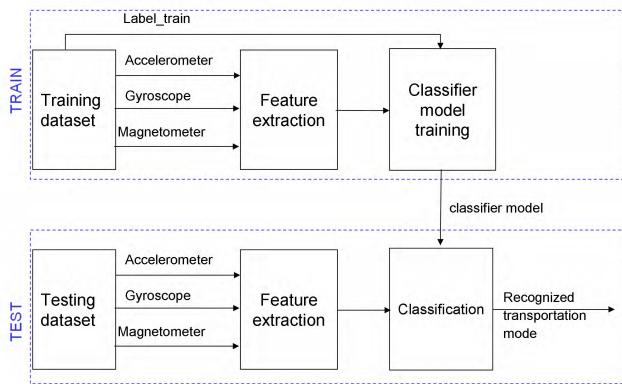 Label_train
TRAIN
Training
dataset
Accelerometer
Gyroscope
Magnetometer
Feature
extraction
Classifier
model
training
classifier model
TEST
Testing
dataset
Accelerometer
Gyroscope
Magnetometer
Feature
extraction
Classification
Recognized
transportation
mode